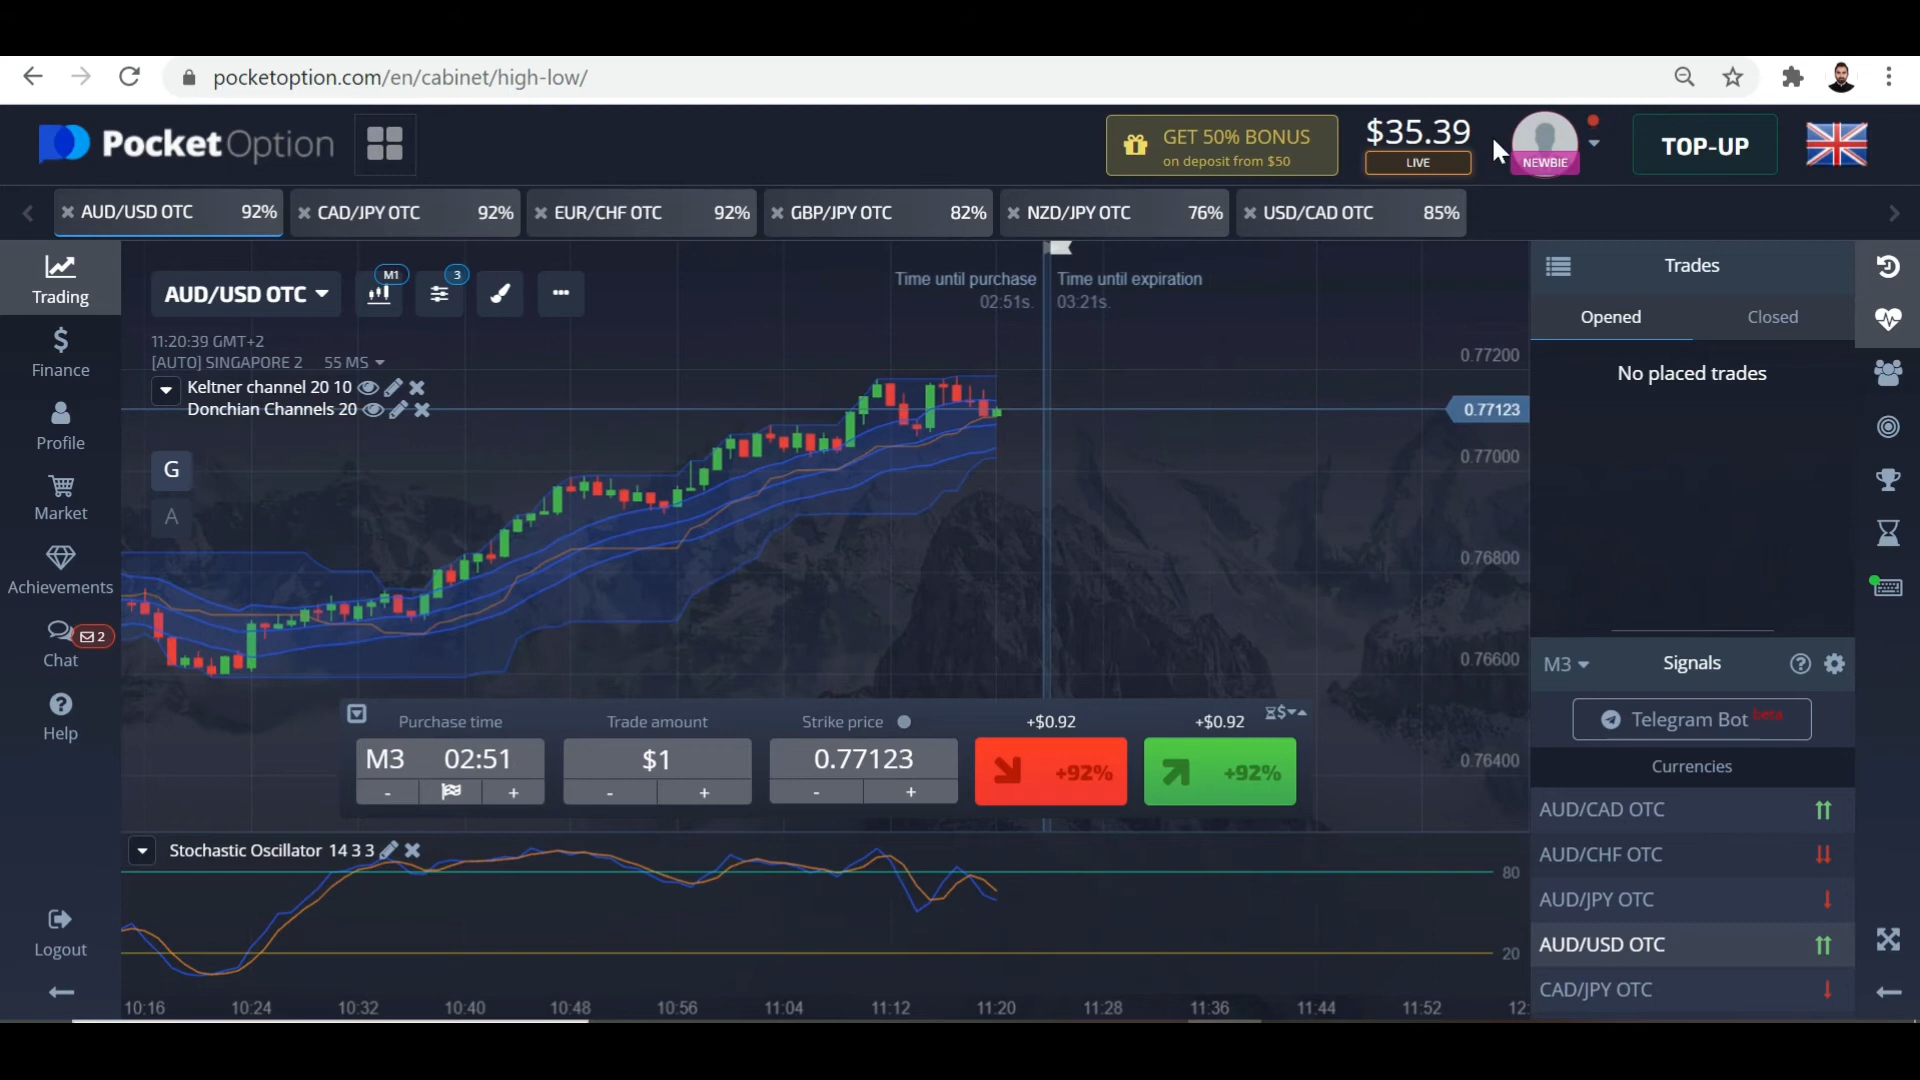 pocketoption.com/en/cabinet/high-low/
PocketOption
GET 50% BONUS
on deposit from $50
$35.39
LIVE
NEWBIE
TOP-UP
AUD/USD OTC 92%
CAD/JPY OTC 92%
EUR/CHF OTC 92%
GBP/JPY OTC 82%
NZD/JPY OTC 76%
USD/CAD OTC 85%
Trading
Finance
Profile
Market
Achievements
2
Chat
Help
Logout
AUD/USD OTC
M1
3
11:20:39 GMT+2
[AUTO] SINGAPORE 2 55 MS
Keltner channel 20 10
Donchian Channels 20
G
A
Time until purchase
02:51s.
Time until expiration
03:21s.
0.77200
0.77123
0.77000
0.76800
0.76600
0.76400
Purchase time
M3 02:51
- +
Trade amount
$1
- +
Strike price
0.77123
- +
+$0.92
+92%
+$0.92
+92%
Stochastic Oscillator 14 3 3
80
20
10:16 10:24 10:32 10:40 10:48 10:56 11:04 11:12 11:20 11:28 11:36 11:44 11:52 12:
Trades
Opened
Closed
No placed trades
M3
Signals
Telegram Bot beta
Currencies
AUD/CAD OTC
AUD/CHF OTC
AUD/JPY OTC
AUD/USD OTC
CAD/JPY OTC